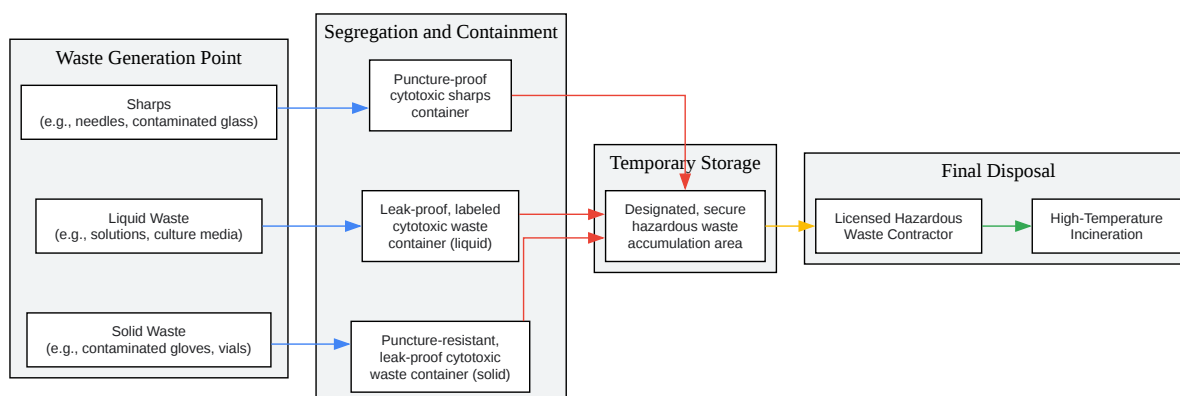 Waste Generation Point
Sharps
(e.g., needles, contaminated glass)
Liquid Waste
(e.g., solutions, culture media)
Solid Waste
(e.g., contaminated gloves, vials)
Segregation and Containment
Puncture-proof
cytotoxic sharps
container
Leak-proof, labeled
cytotoxic waste
container (liquid)
Puncture-resistant,
leak-proof cytotoxic
waste container (solid)
Temporary Storage
Designated, secure
hazardous waste
accumulation area
Final Disposal
Licensed Hazardous
Waste Contractor
High-Temperature
Incineration